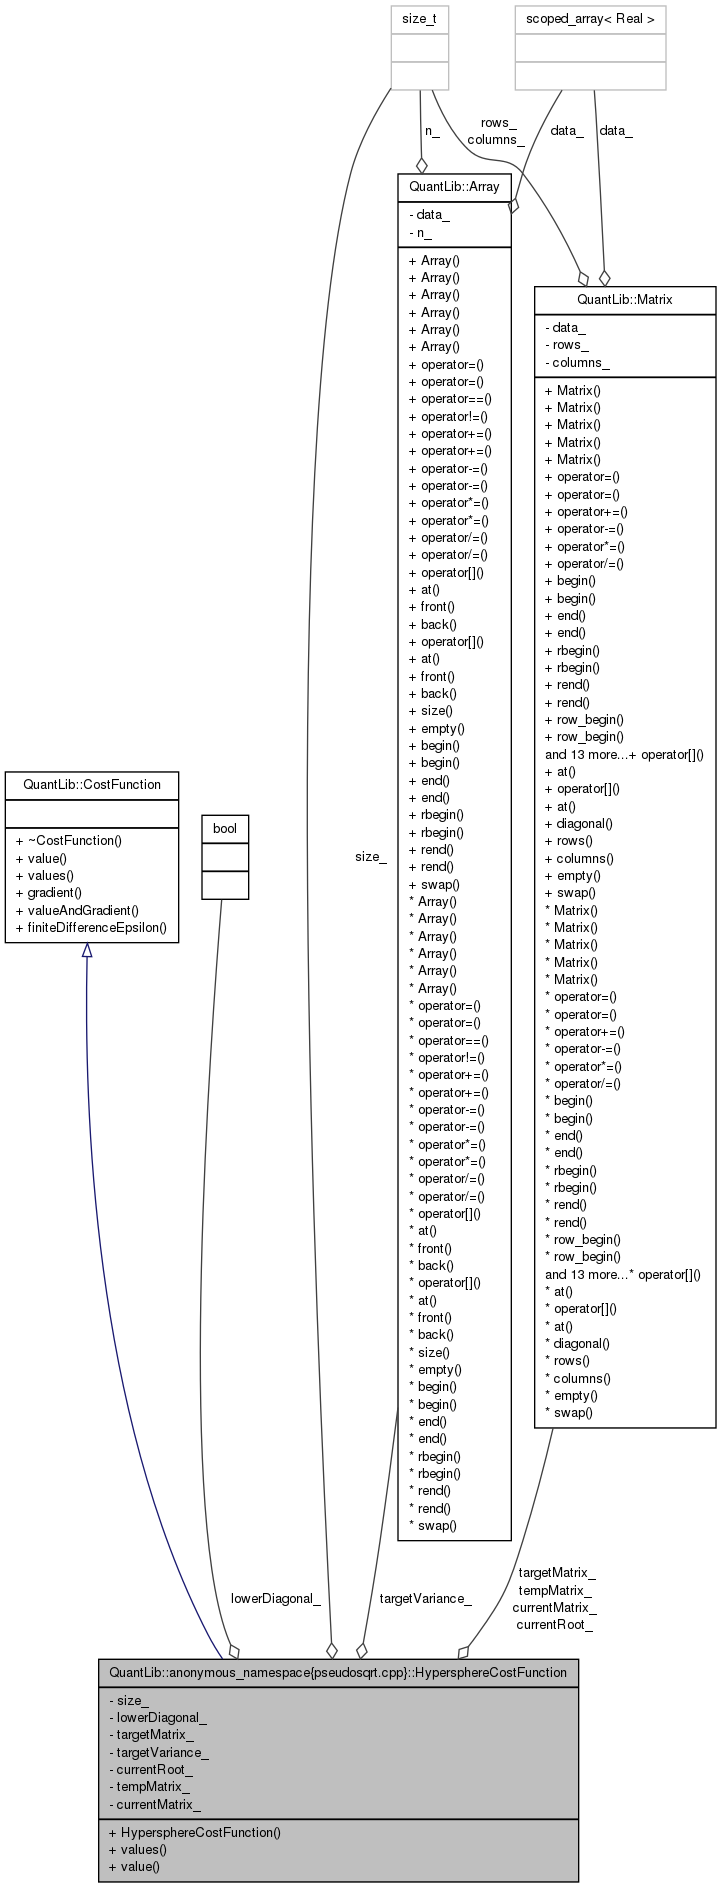 size_t
scoped_array< Real >
n_
rows_
columns_
data_
data_
QuantLib::Array
- data_
- n_
+ Array()
+ Array()
+ Array()
+ Array()
+ Array()
+ Array()
+ operator=()
+ operator=()
+ operator==()
+ operator!=()
+ operator+=()
+ operator+=()
+ operator-=()
+ operator-=()
+ operator*=()
+ operator*=()
+ operator/=()
+ operator/=()
+ operator[]()
+ at()
+ front()
+ back()
+ operator[]()
+ at()
+ front()
+ back()
+ size()
+ empty()
+ begin()
+ begin()
+ end()
+ end()
+ rbegin()
+ rbegin()
+ rend()
+ rend()
+ swap()
* Array()
* Array()
* Array()
* Array()
* Array()
* Array()
* operator=()
* operator=()
* operator==()
* operator!=()
* operator+=()
* operator+=()
* operator-=()
* operator-=()
* operator*=()
* operator*=()
* operator/=()
* operator/=()
* operator[]()
* at()
* front()
* back()
* operator[]()
* at()
* front()
* back()
* size()
* empty()
* begin()
* begin()
* end()
* end()
* rbegin()
* rbegin()
* rend()
* rend()
* swap()
QuantLib::Matrix
- data_
- rows_
- columns_
+ Matrix()
+ Matrix()
+ Matrix()
+ Matrix()
+ Matrix()
+ operator=()
+ operator=()
+ operator+=()
+ operator-=()
+ operator*=()
+ operator/=()
+ begin()
+ begin()
+ end()
+ end()
+ rbegin()
+ rbegin()
+ rend()
+ rend()
+ row_begin()
+ row_begin()
and 13 more...+ operator[]()
+ at()
+ operator[]()
+ at()
+ diagonal()
+ rows()
+ columns()
+ empty()
+ swap()
* Matrix()
* Matrix()
* Matrix()
* Matrix()
* Matrix()
* operator=()
* operator=()
* operator+=()
* operator-=()
* operator*=()
* operator/=()
* begin()
* begin()
* end()
* end()
* rbegin()
* rbegin()
* rend()
* rend()
* row_begin()
* row_begin()
and 13 more...* operator[]()
* at()
* operator[]()
* at()
* diagonal()
* rows()
* columns()
* empty()
* swap()
QuantLib::CostFunction
+ ~CostFunction()
+ value()
+ values()
+ gradient()
+ valueAndGradient()
+ finiteDifferenceEpsilon()
bool
size_
lowerDiagonal_
targetVariance_
targetMatrix_
tempMatrix_
currentMatrix_
currentRoot_
QuantLib::anonymous_namespace{pseudosqrt.cpp}::HypersphereCostFunction
- size_
- lowerDiagonal_
- targetMatrix_
- targetVariance_
- currentRoot_
- tempMatrix_
- currentMatrix_
+ HypersphereCostFunction()
+ values()
+ value()